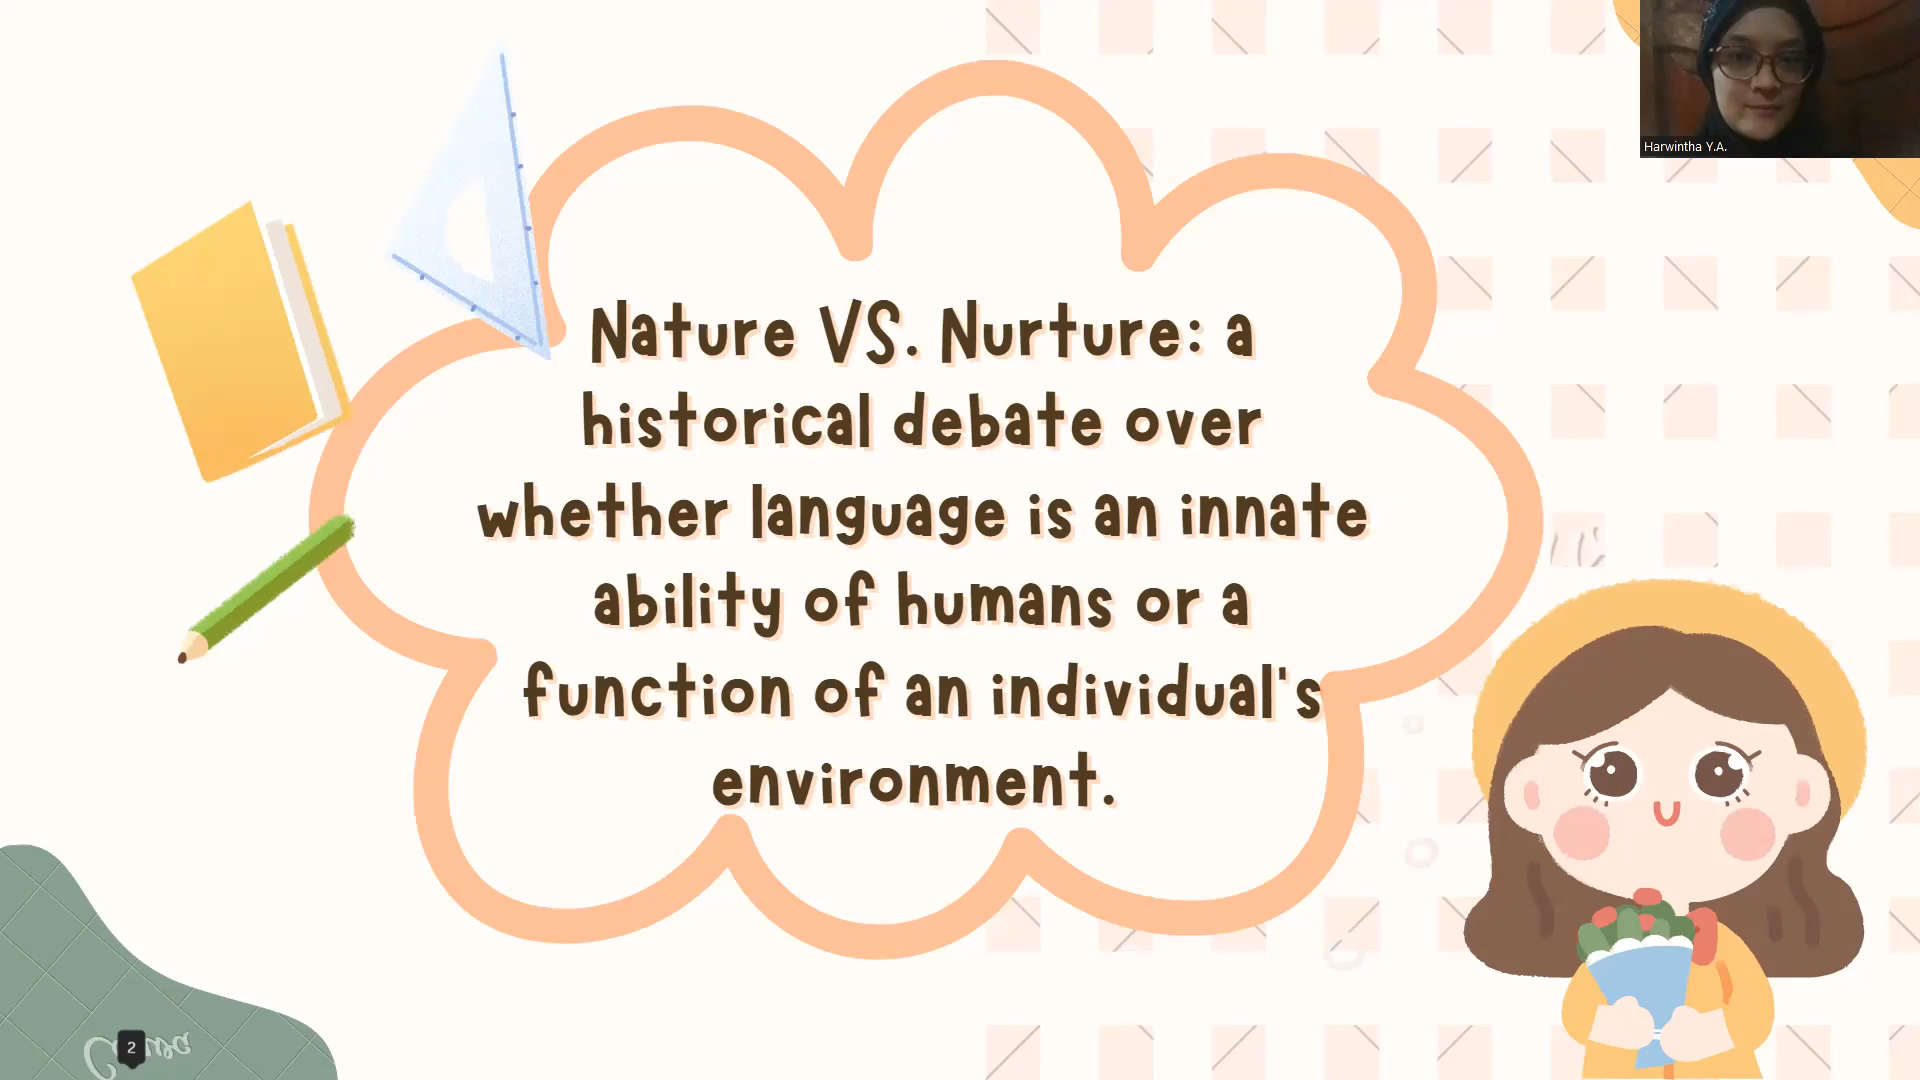 Harwintha Y.A.
Nature VS. Nurture: a
historical debate over
whether language is an innate
ability of humans or a
function of an individual's
environment.
2